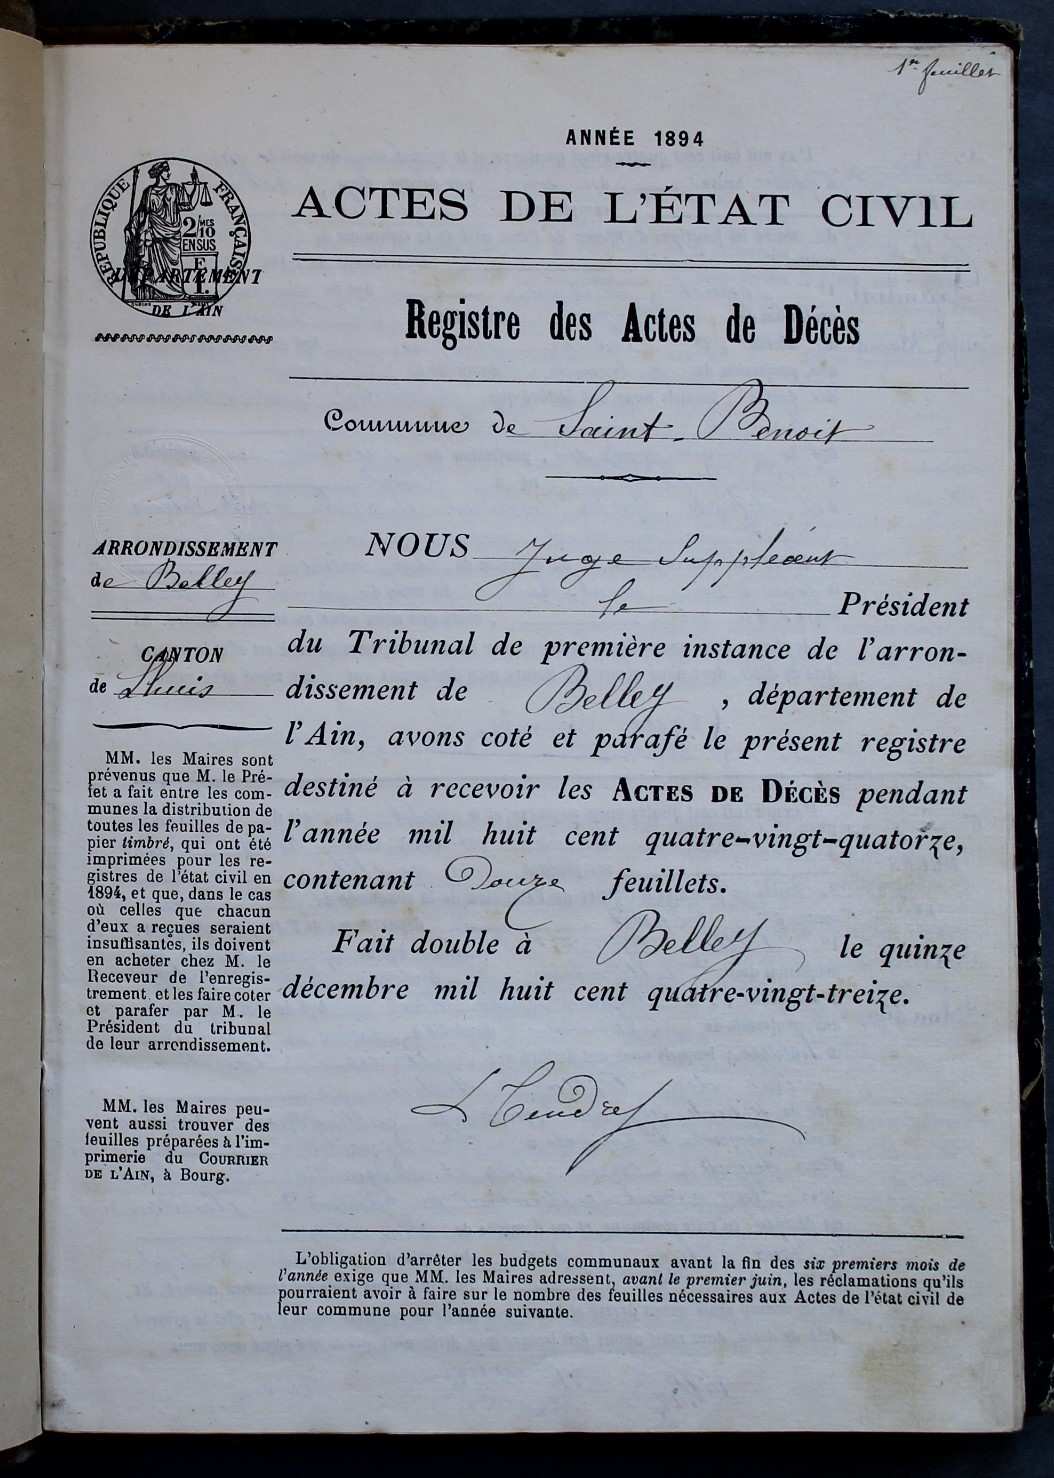 1er feuillet
ANNÉE 1894
ACTES DE L'ÉTAT CIVIL
RÉPUBLIQUE FRANÇAISE
2/MES
10
EN SUS
DÉPARTEMENT
DE L'AIN
Registre des Actes de Décès
Commune de Saint-Benoit
ARRONDISSEMENT
de Belley
CANTON
de Lhuis
MM. les Maires sont
prévenus que M. le Pré-
fet a fait entre les com-
munes la distribution de
toutes les feuilles de pa-
pier timbré, qui ont été
imprimées pour les re-
gistres de l'état civil en
1894, et que, dans le cas
où celles que chacun
d'eux a reçues seraient
insuffisantes, ils doivent
en acheter chez M. le
Receveur de l'enregis-
trement et les faire coter
et parafer par M. le
Président du tribunal
de leur arrondissement.
MM. les Maires peu-
vent aussi trouver des
feuilles préparées à l'im-
primerie du COURRIER
DE L'AIN, à Bourg.
NOUS Juge Suppléant
le Président
du Tribunal de première instance de l'arron-
dissement de Belley, département de
l'Ain, avons coté et parafé le présent registre
destiné à recevoir les ACTES DE DÉCÈS pendant
l'année mil huit cent quatre-vingt-quatorze,
contenant Douze feuillets.
Fait double à Belley le quinze
décembre mil huit cent quatre-vingt-treize.
L'obligation d'arrêter les budgets communaux avant la fin des six premiers mois de
l'année exige que MM. les Maires adressent, avant le premier juin, les réclamations qu'ils
pourraient avoir à faire sur le nombre des feuilles nécessaires aux Actes de l'état civil de
leur commune pour l'année suivante.